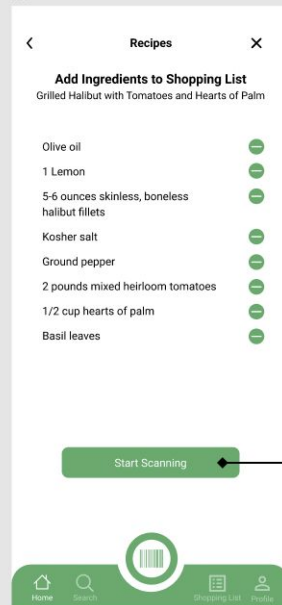 Recipes
Add Ingredients to Shopping List
Grilled Halibut with Tomatoes and Hearts of Palm
Olive oil
1 Lemon
5-6 ounces skinless, boneless
halibut fillets
Kosher salt
Ground pepper
2 pounds mixed heirloom tomatoes
1/2 cup hearts of palm
Basil leaves
Start Scanning
Home Search Shopping List Profile